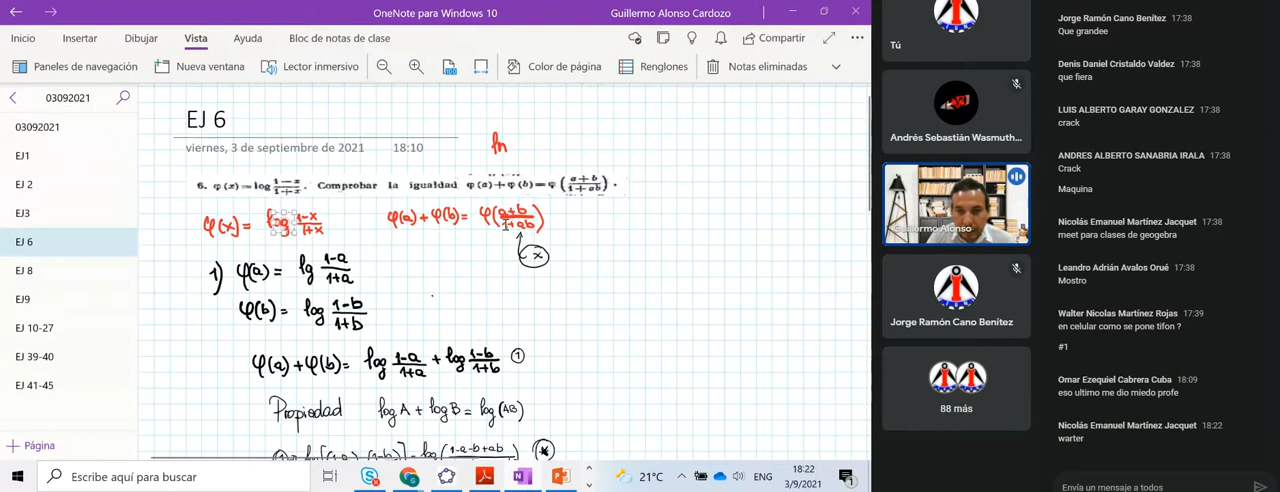 OneNote para Windows 10
Guillermo Alonso Cardozo
Inicio Insertar Dibujar Vista Ayuda Bloc de notas de clase
Compartir
Paneles de navegación Nueva ventana Lector inmersivo Color de página Renglones Notas eliminadas
03092021
03092021
EJ1
EJ 2
EJ3
EJ 6
EJ 8
EJ9
EJ 10-27
EJ 39-40
EJ 41-45
Página
EJ 6
viernes, 3 de septiembre de 2021 18:10
ln
6. φ(x)=log (1−x)/(1+x). Comprobar la igualdad φ(a)+φ(b)=φ((a+b)/(1+ab)).
φ(x) = log (1-x)/(1+x) φ(a)+φ(b) = φ((a+b)/(1+ab))
x
1) φ(a) = lg (1-a)/(1+a)
φ(b) = log (1-b)/(1+b)
φ(a)+φ(b) = log (1-a)/(1+a) + log (1-b)/(1+b) ①
Propiedad log A + log B = log (AB)
Tú
Andrés Sebastián Wasmuth...
Guillermo Alonso
Jorge Ramón Cano Benítez
88 más
Jorge Ramón Cano Benítez 17:38
Que grandee
Denis Daniel Cristaldo Valdez 17:38
que fiera
LUIS ALBERTO GARAY GONZALEZ 17:38
crack
ANDRES ALBERTO SANABRIA IRALA 17:38
Crack
Maquina
Nicolás Emanuel Martinez Jacquet 17:38
meet para clases de geogebra
Leandro Adrián Avalos Orué 17:38
Mostro
Walter Nicolas Martínez Rojas 17:39
en celular como se pone tifon ?
#1
Omar Ezequiel Cabrera Cuba 18:09
eso ultimo me dio miedo profe
Nicolás Emanuel Martinez Jacquet 18:22
warter
Envía un mensaje a todos
Escribe aquí para buscar
21°C
ENG
18:22
3/9/2021